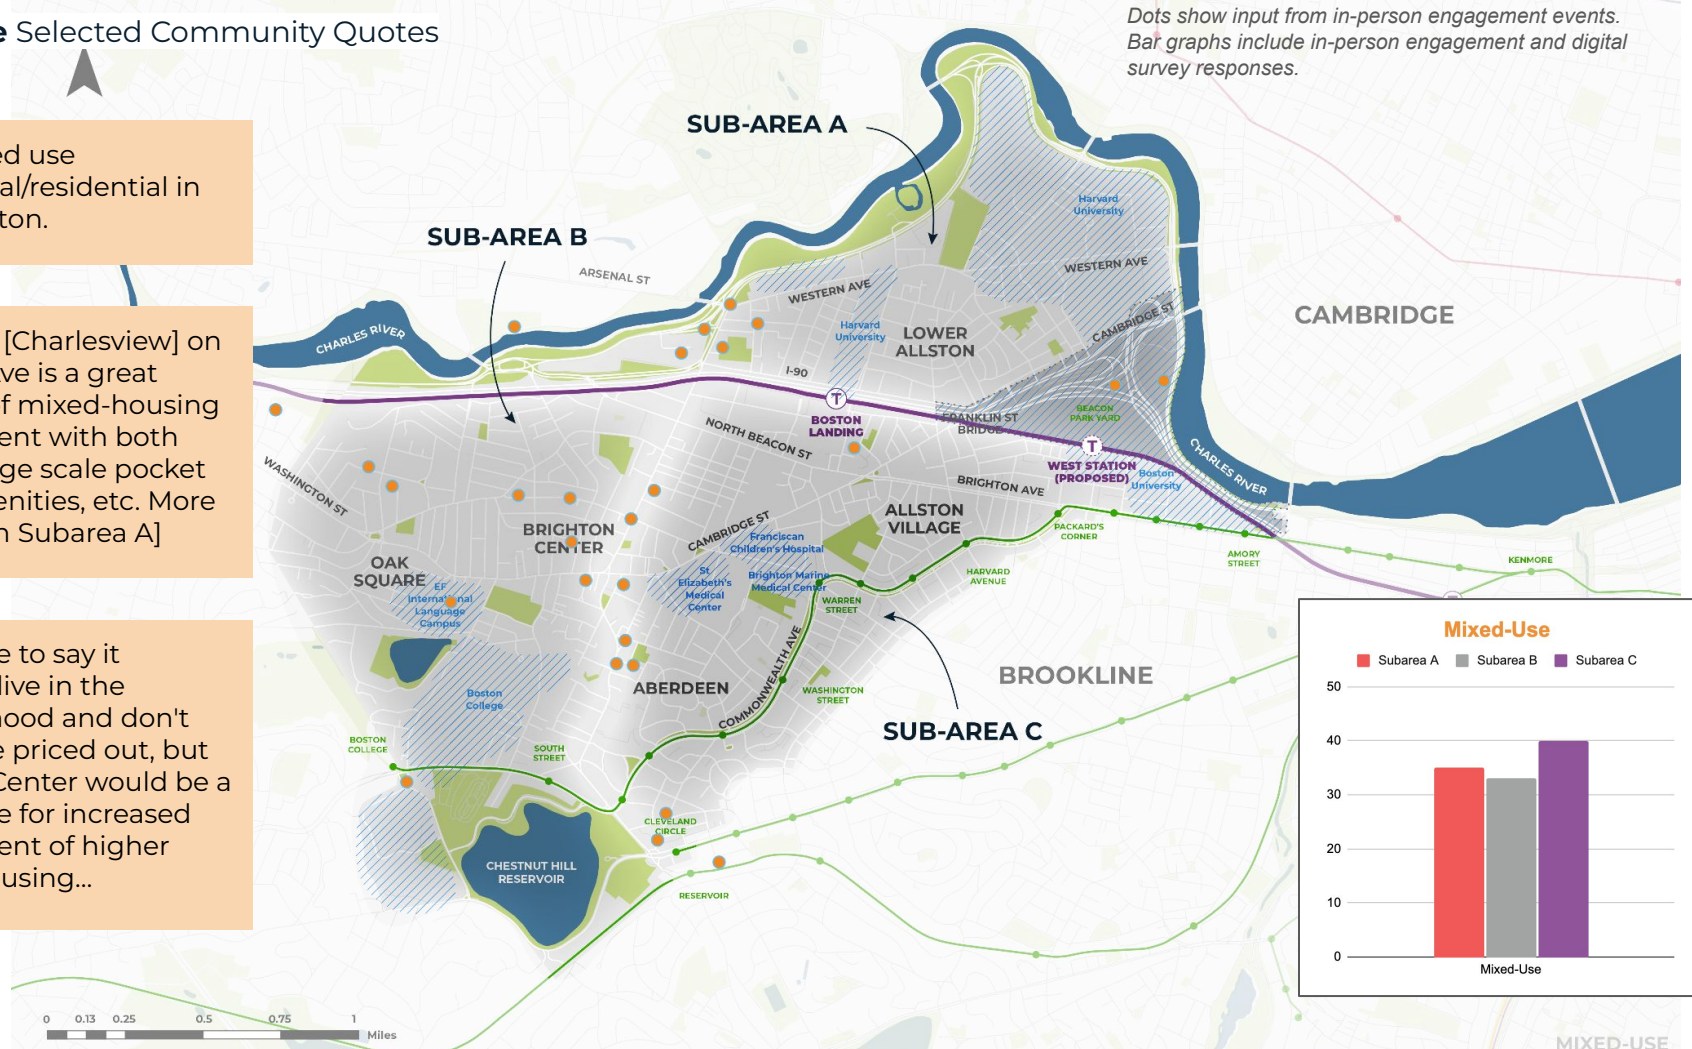 e Selected Community Quotes
Dots show input from in-person engagement events.
Bar graphs include in-person engagement and digital
survey responses.
ed use
al/residential in
ton.
[Charlesview] on
Ave is a great
of mixed-housing
ent with both
ge scale pocket
enities, etc. More
n Subarea A]
e to say it
live in the
ood and don't
e priced out, but
Center would be a
e for increased
ent of higher
using...
SUB-AREA A
SUB-AREA B
SUB-AREA C
ARSENAL ST
CHARLES RIVER
WESTERN AVE
Harvard
University
WESTERN AVE
Harvard
University
LOWER
ALLSTON
CAMBRIDGE ST
CAMBRIDGE
I-90
T
BOSTON
LANDING
FRANKLIN ST
BRIDGE
BEACON
PARK YARD
T
WEST STATION
(PROPOSED)
CHARLES RIVER
Boston
University
NORTH BEACON ST
WASHINGTON ST
BRIGHTON AVE
ALLSTON
VILLAGE
PACKARD'S
CORNER
AMORY
STREET
KENMORE
HARVARD
AVENUE
BRIGHTON
CENTER
CAMBRIDGE ST
Franciscan
Children's Hospital
St
Elizabeth's
Medical
Center
Brighton Marine
Medical Center
WARREN
STREET
OAK
SQUARE
EF
International
Language
Campus
Boston
College
ABERDEEN
COMMONWEALTH AVE
WASHINGTON
STREET
BROOKLINE
BOSTON
COLLEGE
SOUTH
STREET
CLEVELAND
CIRCLE
RESERVOIR
CHESTNUT HILL
RESERVOIR
Mixed-Use
Subarea A
Subarea B
Subarea C
50
40
30
20
10
0
Mixed-Use
0 0.13 0.25 0.5 0.75 1
Miles
MIXED-USE